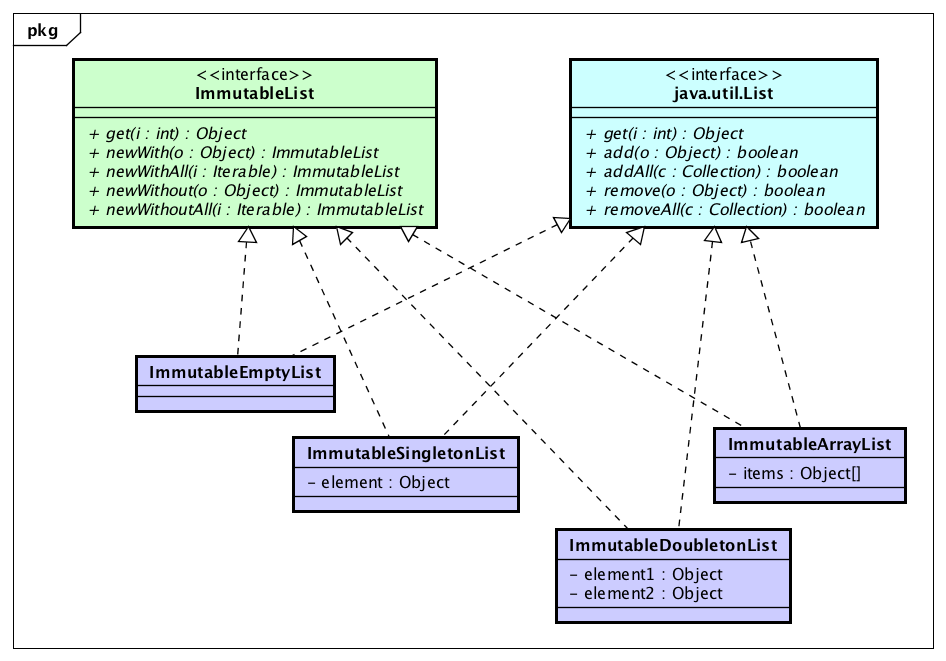 pkg
<<interface>>
ImmutableList
+ get(i : int) : Object
+ newWith(o : Object) : ImmutableList
+ newWithAll(i : Iterable) : ImmutableList
+ newWithout(o : Object) : ImmutableList
+ newWithoutAll(i : Iterable) : ImmutableList
<<interface>>
java.util.List
+ get(i : int) : Object
+ add(o : Object) : boolean
+ addAll(c : Collection) : boolean
+ remove(o : Object) : boolean
+ removeAll(c : Collection) : boolean
ImmutableEmptyList
ImmutableSingletonList
- element : Object
ImmutableArrayList
- items : Object[]
ImmutableDoubletonList
- element1 : Object
- element2 : Object